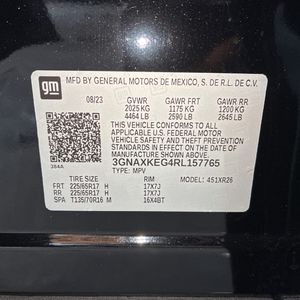 gm
MFD BY GENERAL MOTORS DE MEXICO, S. DE R.L. DE C.V.
08/23 GVWR GAWR FRT GAWR RR
2025 KG 1175 KG 1200 KG
4464 LB 2590 LB 2645 LB
THIS VEHICLE CONFORMS TO ALL
APPLICABLE U.S. FEDERAL MOTOR
VEHICLE SAFETY AND THEFT PREVENTION
STANDARDS IN EFFECT ON THE DATE OF
MANUFACTURE SHOWN ABOVE.
3GNAXKEG4RL157765
384A TYPE: MPV MODEL: 451XR26
TIRE SIZE RIM
FRT 225/65R17 H 17X7J
RR 225/65R17 H 17X7J
SPA T135/70R16 M 16X4BT